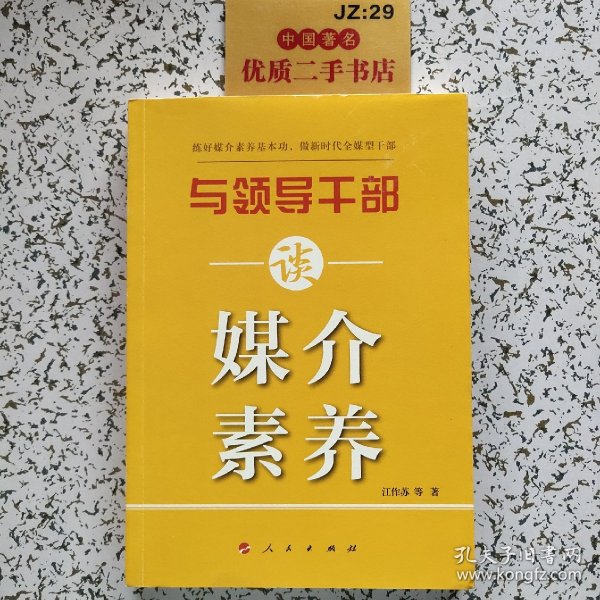 JZ:29
中国著名
优质二手书店
练好媒介素养基本功、做新时代全媒型干部
与领导干部
谈
媒介
素养
江作苏 等 著
人民出版社
孔夫子旧书网
www.kongfz.com